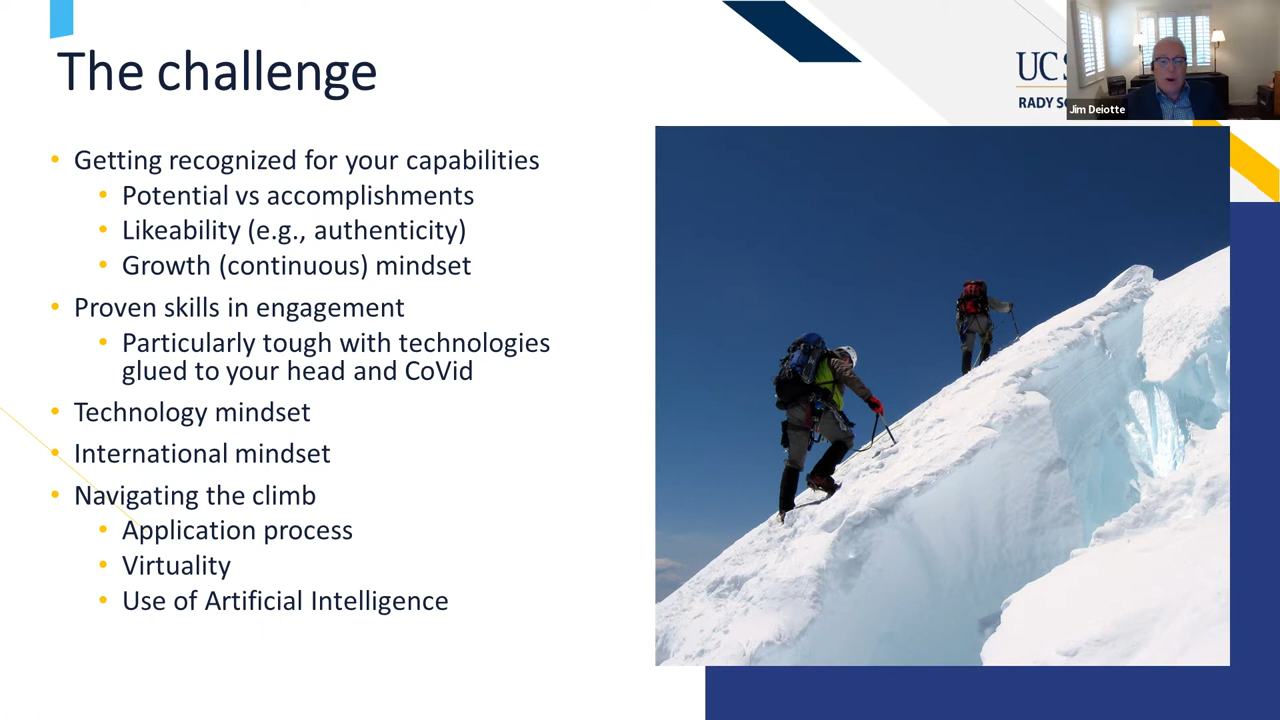 The challenge
UC
RADY
Jim Deiotte
• Getting recognized for your capabilities
• Potential vs accomplishments
• Likeability (e.g., authenticity)
• Growth (continuous) mindset
• Proven skills in engagement
• Particularly tough with technologies
glued to your head and CoVid
• Technology mindset
• International mindset
• Navigating the climb
• Application process
• Virtuality
• Use of Artificial Intelligence